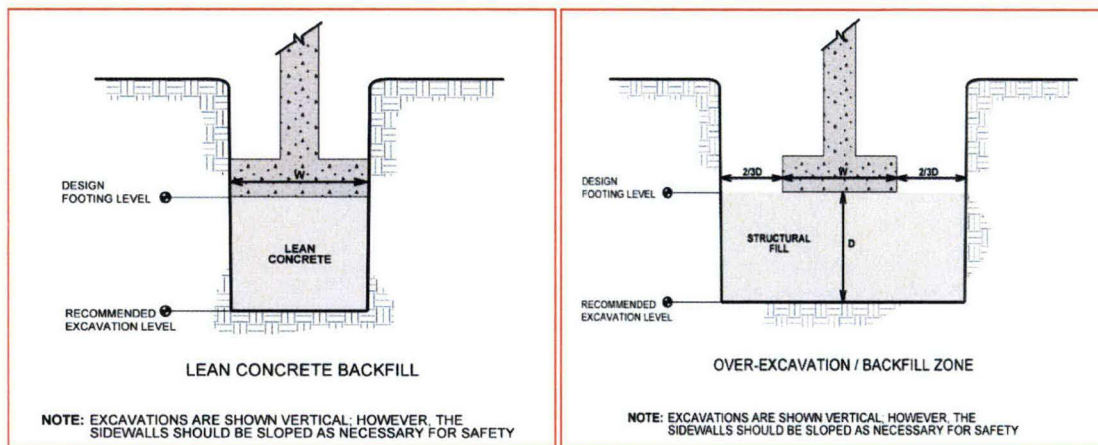 W
DESIGN
FOOTING LEVEL
LEAN
CONCRETE
RECOMMENDED
EXCAVATION LEVEL
LEAN CONCRETE BACKFILL
NOTE: EXCAVATIONS ARE SHOWN VERTICAL; HOWEVER, THE
SIDEWALLS SHOULD BE SLOPED AS NECESSARY FOR SAFETY
2/3D
W
2/3D
DESIGN
FOOTING LEVEL
STRUCTURAL
FILL
D
RECOMMENDED
EXCAVATION LEVEL
OVER-EXCAVATION / BACKFILL ZONE
NOTE: EXCAVATIONS ARE SHOWN VERTICAL; HOWEVER, THE
SIDEWALLS SHOULD BE SLOPED AS NECESSARY FOR SAFETY